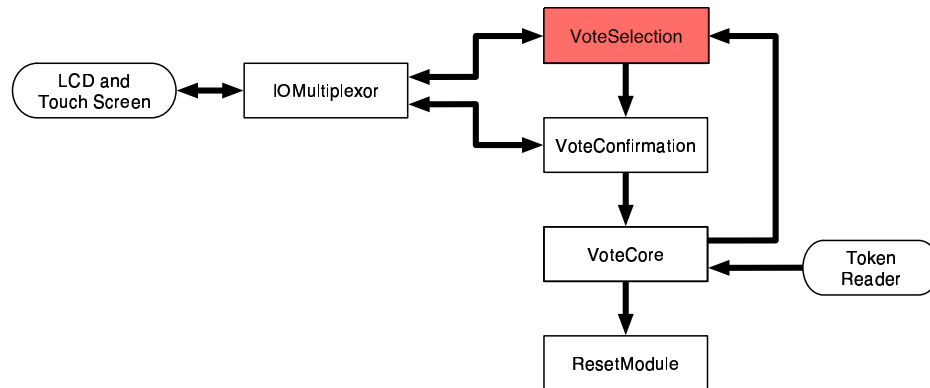 VoteSelection
LCD and
Touch Screen
IOMultiplexor
VoteConfirmation
VoteCore
Token
Reader
ResetModule